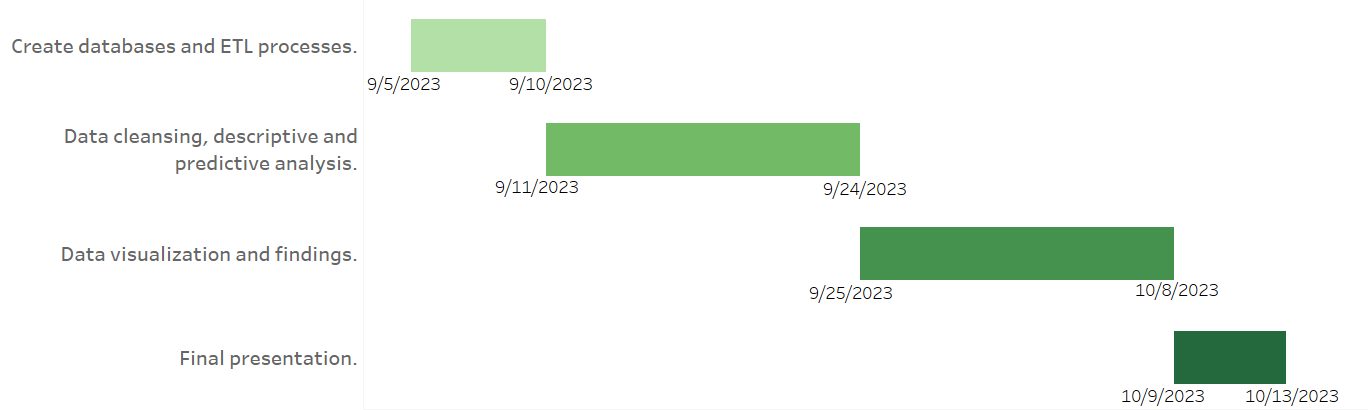 Create databases and ETL processes.
9/5/2023
9/10/2023
Data cleansing, descriptive and
predictive analysis.
9/11/2023
9/24/2023
Data visualization and findings.
9/25/2023
10/8/2023
Final presentation.
10/9/2023
10/13/2023